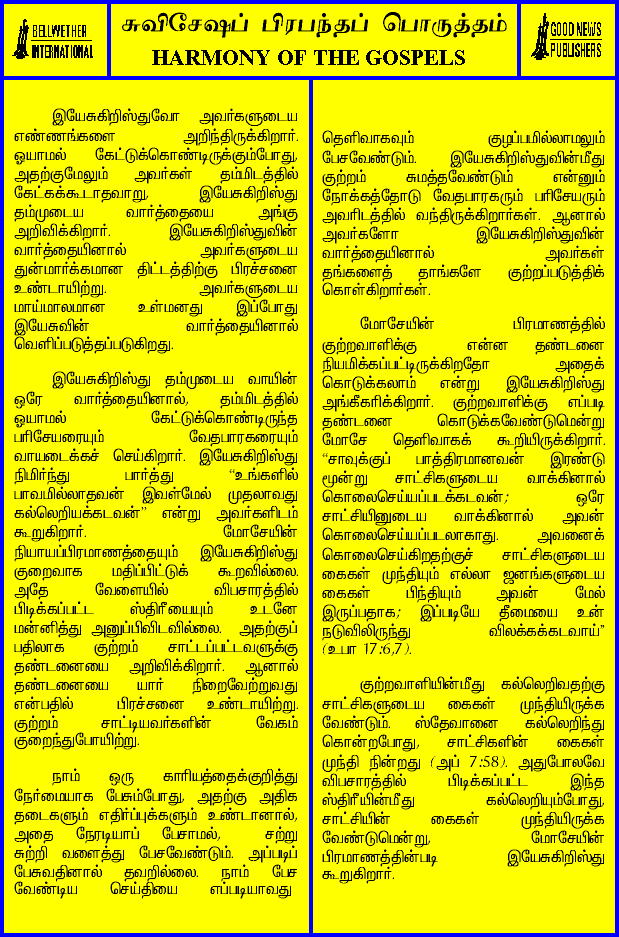 BELLWETHER
INTERNATIONAL
சுவிசேஷப் பிரபந்தப் பொருத்தம்
HARMONY OF THE GOSPELS
GOOD NEWS
PUBLISHERS
இயேசுகிறிஸ்துவோ அவர்களுடைய
எண்ணங்களை அறிந்திருக்கிறார்.
ஓயாமல் கேட்டுக்கொண்டிருக்கும்போது,
அதற்குமேலும் அவர்கள் தம்மிடத்தில்
கேட்கக்கூடாதவாறு, இயேசுகிறிஸ்து
தம்முடைய வார்த்தையை அங்கு
அறிவிக்கிறார். இயேசுகிறிஸ்துவின்
வார்த்தையினால் அவர்களுடைய
துன்மார்க்கமான திட்டத்திற்கு பிரச்சனை
உண்டாயிற்று. அவர்களுடைய
மாய்மாலமான உள்மனது இப்போது
இயேசுவின் வார்த்தையினால்
வெளிப்படுத்தப்படுகிறது.
இயேசுகிறிஸ்து தம்முடைய வாயின்
ஒரே வார்த்தையினால், தம்மிடத்தில்
ஓயாமல் கேட்டுக்கொண்டிருந்த
பரிசேயரையும் வேதபாரகரையும்
வாயடைக்கச் செய்கிறார். இயேசுகிறிஸ்து
நிமிர்ந்து பார்த்து “உங்களில்
பாவமில்லாதவன் இவள்மேல் முதலாவது
கல்லெறியக்கடவன்” என்று அவர்களிடம்
கூறுகிறார். மோசேயின்
நியாயப்பிரமாணத்தையும் இயேசுகிறிஸ்து
குறைவாக மதிப்பிட்டுக் கூறவில்லை.
அதே வேளையில் விபசாரத்தில்
பிடிக்கப்பட்ட ஸ்திரீயையும் உடனே
மன்னித்து அனுப்பிவிடவில்லை. அதற்குப்
பதிலாக குற்றம் சாட்டப்பட்டவளுக்கு
தண்டனையை அறிவிக்கிறார். ஆனால்
தண்டனையை யார் நிறைவேற்றுவது
என்பதில் பிரச்சனை உண்டாயிற்று.
குற்றம் சாட்டியவர்களின் வேகம்
குறைந்துபோயிற்று.
நாம் ஒரு காரியத்தைக்குறித்து
நேர்மையாக பேசும்போது, அதற்கு அதிக
தடைகளும் எதிர்ப்புக்களும் உண்டானால்,
அதை நேரடியாப் பேசாமல், சற்று
சுற்றி வளைத்து பேசவேண்டும். அப்படிப்
பேசுவதினால் தவறில்லை. நாம் பேச
வேண்டிய செய்தியை எப்படியாவது
தெளிவாகவும் குழப்பமில்லாமலும்
பேசவேண்டும். இயேசுகிறிஸ்துவின்மீது
குற்றம் சுமத்தவேண்டும் என்னும்
நோக்கத்தோடு வேதபாரகரும் பரிசேயரும்
அவரிடத்தில் வந்திருக்கிறார்கள். ஆனால்
அவர்களோ இயேசுகிறிஸ்துவின்
வார்த்தையினால் அவர்கள்
தங்களைத் தாங்களே குற்றப்படுத்திக்
கொள்கிறார்கள்.
மோசேயின் பிரமாணத்தில்
குற்றவாளிக்கு என்ன தண்டனை
நியமிக்கப்பட்டிருக்கிறதோ அதைக்
கொடுக்கலாம் என்று இயேசுகிறிஸ்து
அங்கீகரிக்கிறார். குற்றவாளிக்கு எப்படி
தண்டனை கொடுக்கவேண்டுமென்று
மோசே தெளிவாகக் கூறியிருக்கிறார்.
“சாவுக்குப் பாத்திரமானவன் இரண்டு
மூன்று சாட்சிகளுடைய வாக்கினால்
கொலைசெய்யப்படக்கடவன்; ஒரே
சாட்சியினுடைய வாக்கினால் அவன்
கொலைசெய்யப்படலாகாது. அவனைக்
கொலைசெய்கிறதற்குச் சாட்சிகளுடைய
கைகள் முந்தியும் எல்லா ஜனங்களுடைய
கைகள் பிந்தியும் அவன் மேல்
இருப்பதாக; இப்படியே தீமையை உன்
நடுவிலிருந்து விலக்கக்கடவாய்”
(உபா 17:6,7).
குற்றவாளியின்மீது கல்லெறிவதற்கு
சாட்சிகளுடைய கைகள் முந்தியிருக்க
வேண்டும். ஸ்தேவானை கல்லெறிந்து
கொன்றபோது, சாட்சிகளின் கைகள்
முந்தி நின்றது (அப் 7:58). அதுபோலவே
விபசாரத்தில் பிடிக்கப்பட்ட இந்த
ஸ்திரீயின்மீது கல்லெறியும்போது,
சாட்சியின் கைகள் முந்தியிருக்க
வேண்டுமென்று, மோசேயின்
பிரமாணத்தின்படி இயேசுகிறிஸ்து
கூறுகிறார்.